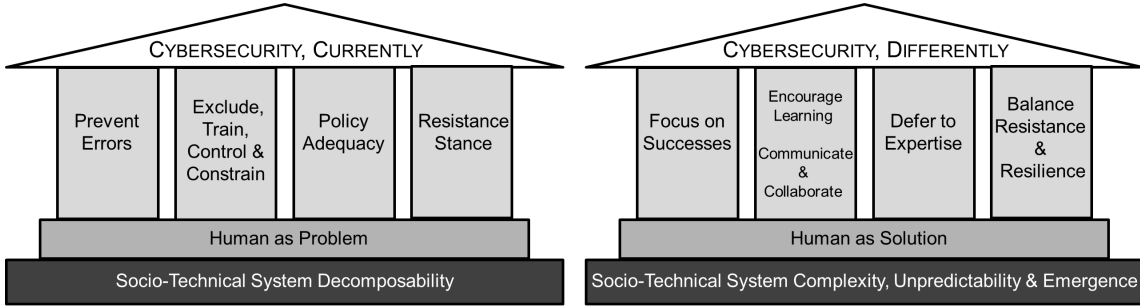 CYBERSECURITY, CURRENTLY
Prevent
Errors
Exclude,
Train,
Control &
Constrain
Policy
Adequacy
Resistance
Stance
Human as Problem
Socio-Technical System Decomposability
CYBERSECURITY, DIFFERENTLY
Focus on
Successes
Encourage
Learning
Communicate
&
Collaborate
Defer to
Expertise
Balance
Resistance
&
Resilience
Human as Solution
Socio-Technical System Complexity, Unpredictability & Emergence